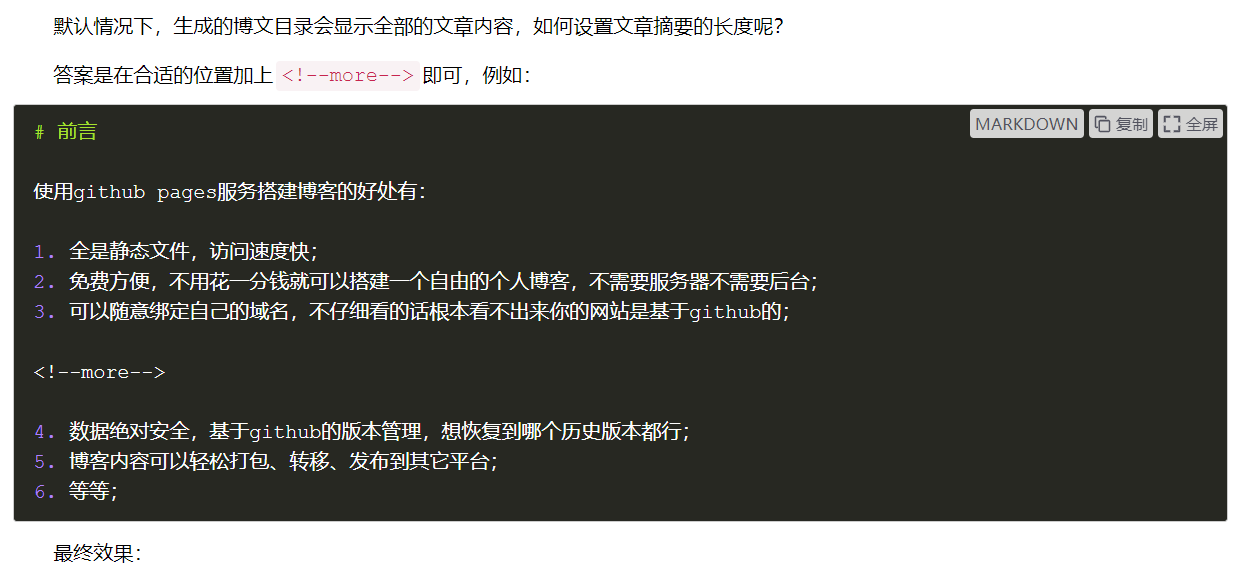 默认情况下，生成的博文目录会显示全部的文章内容，如何设置文章摘要的长度呢？
答案是在合适的位置加上 <!--more--> 即可，例如：
MARKDOWN 复制 全屏
# 前言
使用github pages服务搭建博客的好处有：
1. 全是静态文件，访问速度快；
2. 免费方便，不用花一分钱就可以搭建一个自由的个人博客，不需要服务器不需要后台；
3. 可以随意绑定自己的域名，不仔细看的话根本看不出来你的网站是基于github的；
<!--more-->
4. 数据绝对安全，基于github的版本管理，想恢复到哪个历史版本都行；
5. 博客内容可以轻松打包、转移、发布到其它平台；
6. 等等；
最终效果：